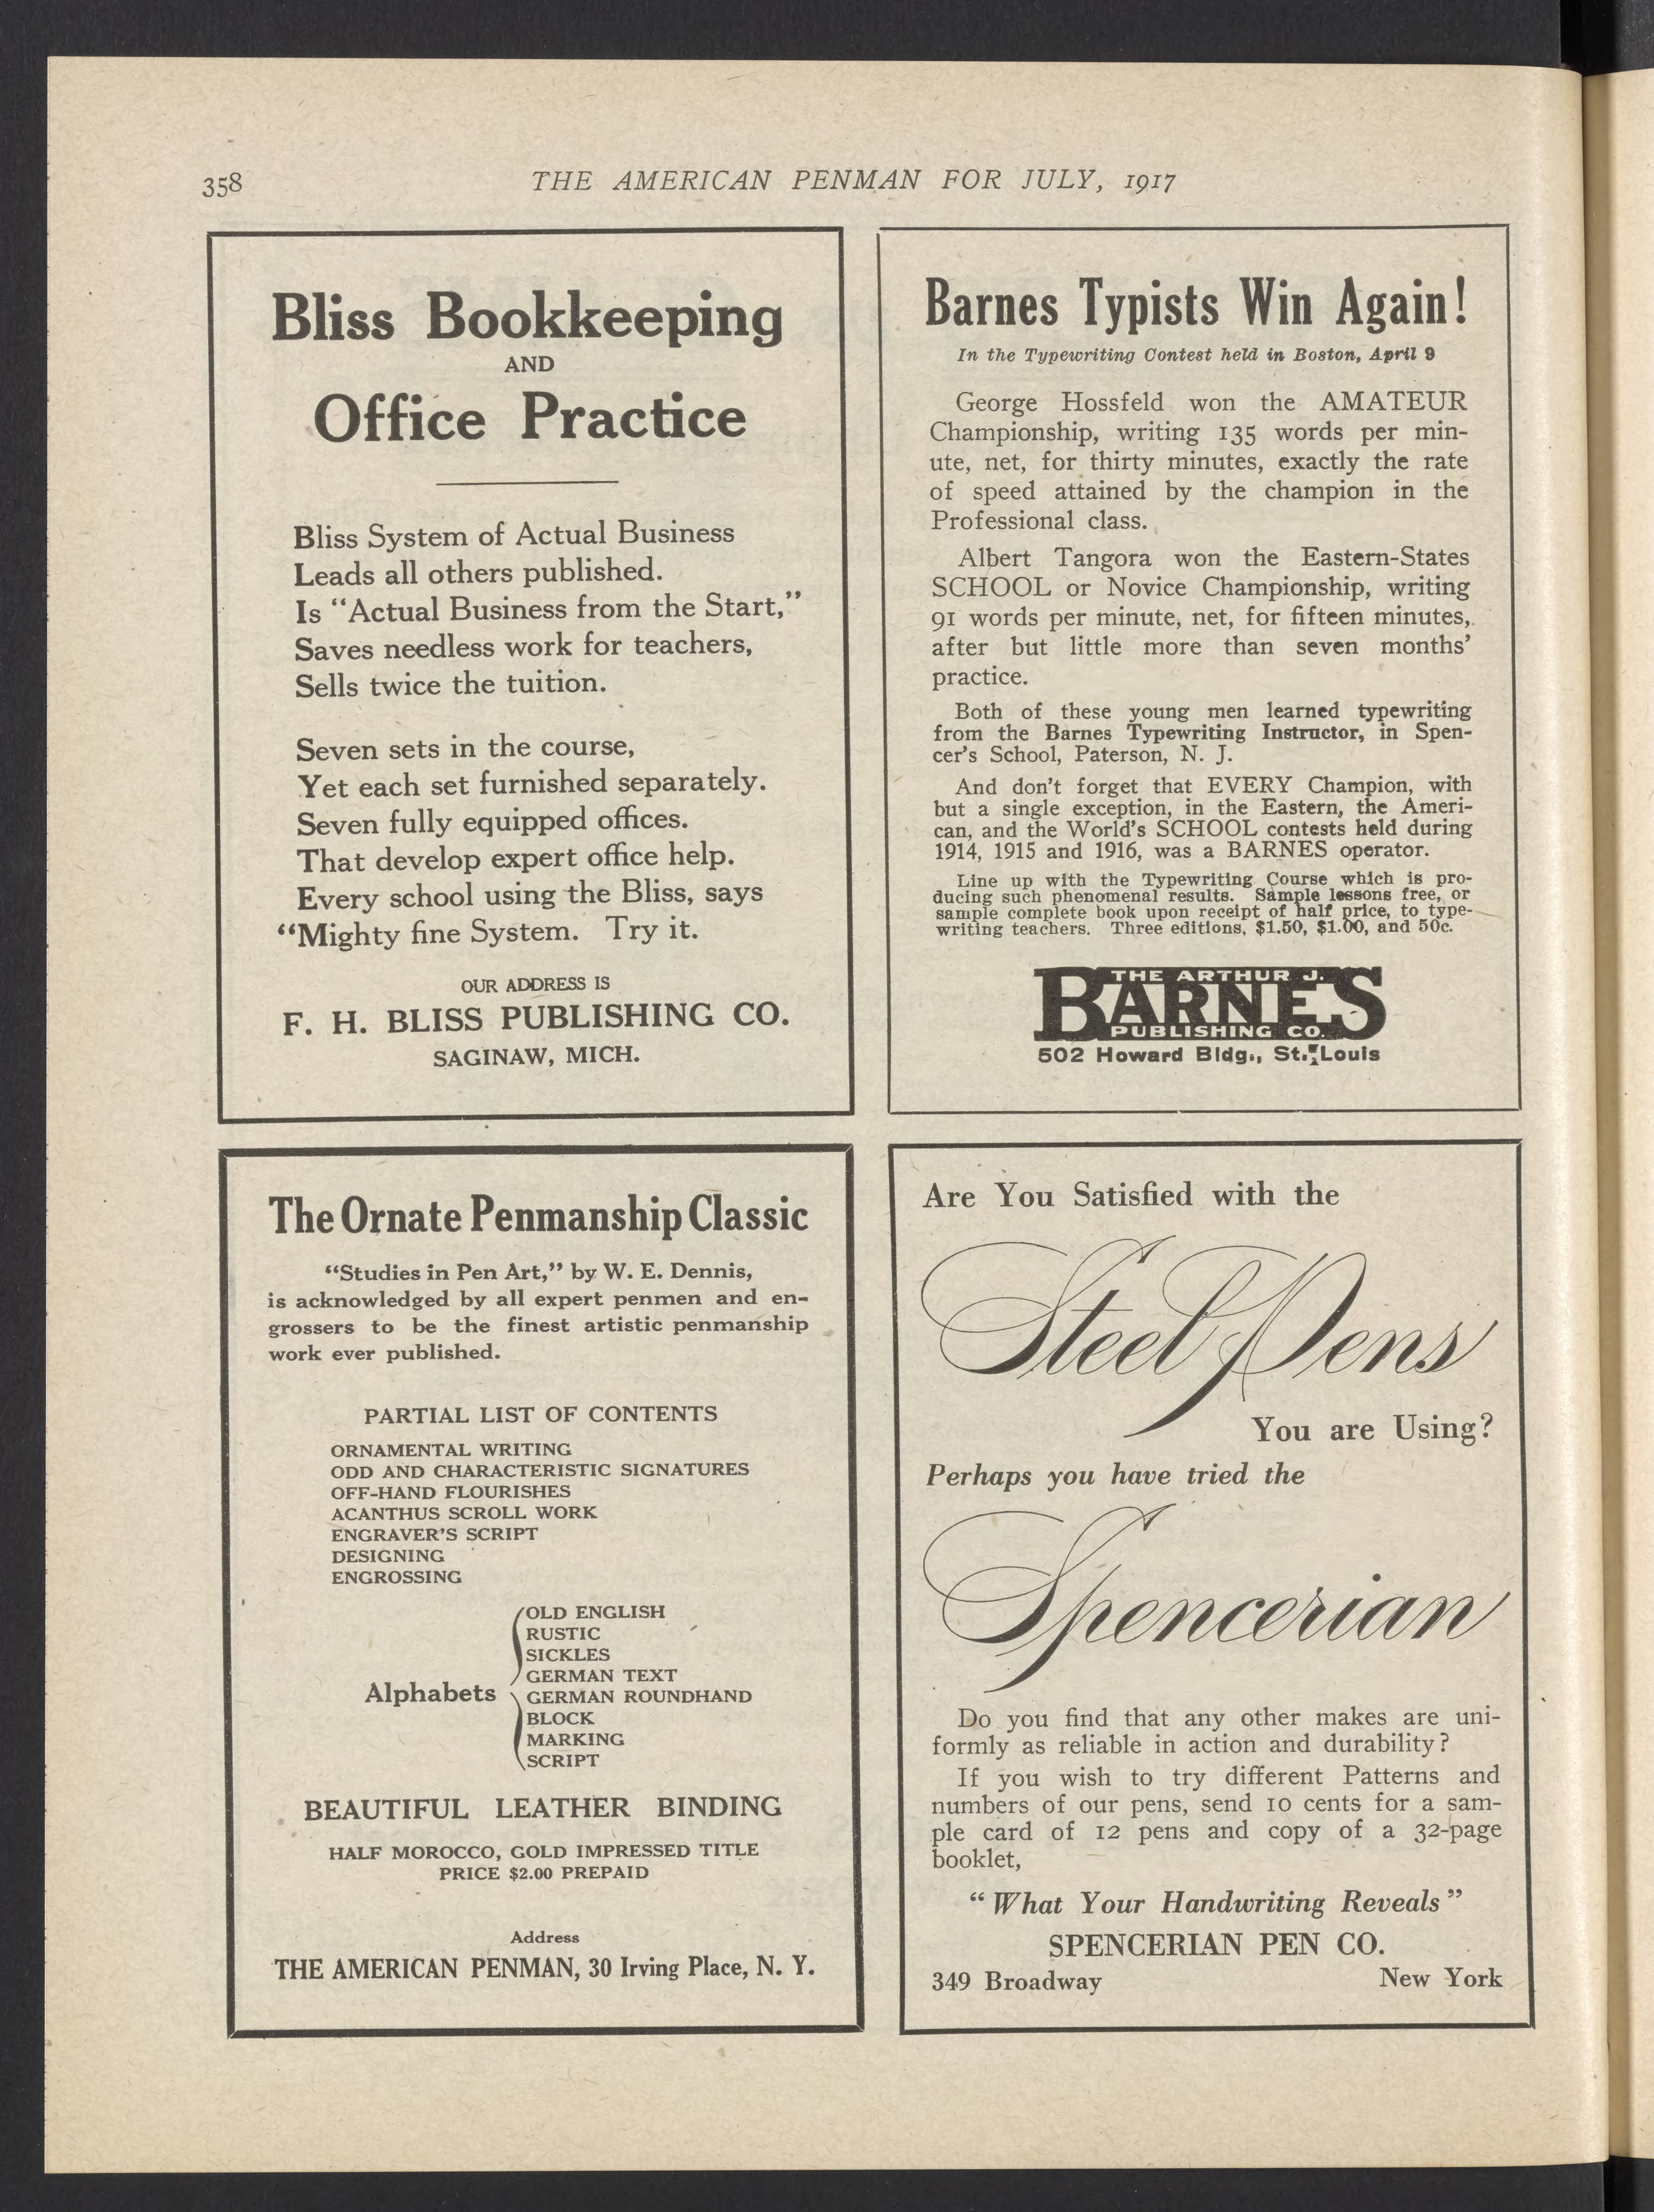 358
THE AMERICAN PENMAN FOR JULY, 1917
Bliss Bookkeeping
AND
Office Practice
Bliss System of Actual Business
Leads all others published.
Is “Actual Business from the Start,”
Saves needless work for teachers,
Sells twice the tuition.
Seven sets in the course,
Yet each set furnished separately.
Seven fully equipped offices.
That develop expert office help.
Every school using the Bliss, says
“Mighty fine System. Try it.
OUR ADDRESS IS
F. H. BLISS PUBLISHING CO.
SAGINAW, MICH.
Barnes Typists Win Again!
In the Typewriting Contest held in Boston, April 9
George Hossfeld won the AMATEUR
Championship, writing 135 words per min-
ute, net, for thirty minutes, exactly the rate
of speed attained by the champion in the
Professional class.
Albert Tangora won the Eastern-States
SCHOOL or Novice Championship, writing
91 words per minute, net, for fifteen minutes,
after but little more than seven months’
practice.
Both of these young men learned typewriting
from the Barnes Typewriting Instructor, in Spen-
cer’s School, Paterson, N. J.
And don’t forget that EVERY Champion, with
but a single exception, in the Eastern, the Ameri-
can, and the World’s SCHOOL contests held during
1914, 1915 and 1916, was a BARNES operator.
Line up with the Typewriting Course which is pro-
ducing such phenomenal results. Sample lessons free, or
sample complete book upon receipt of half price, to type-
writing teachers. Three editions, $1.50, $1.00, and 50c.
THE ARTHUR J.
BARNES
PUBLISHING CO.
502 Howard Bldg., St. Louis
The Ornate Penmanship Classic
“Studies in Pen Art,” by W. E. Dennis,
is acknowledged by all expert penmen and en-
grossers to be the finest artistic penmanship
work ever published.
PARTIAL LIST OF CONTENTS
ORNAMENTAL WRITING
ODD AND CHARACTERISTIC SIGNATURES
OFF-HAND FLOURISHES
ACANTHUS SCROLL WORK
ENGRAVER’S SCRIPT
DESIGNING
ENGROSSING
Alphabets
OLD ENGLISH
RUSTIC
SICKLES
GERMAN TEXT
GERMAN ROUNDHAND
BLOCK
MARKING
SCRIPT
BEAUTIFUL LEATHER BINDING
HALF MOROCCO, GOLD IMPRESSED TITLE
PRICE $2.00 PREPAID
Address
THE AMERICAN PENMAN, 30 Irving Place, N. Y.
Are You Satisfied with the
Steel Pens
You are Using?
Perhaps you have tried the
Spencerian
Do you find that any other makes are uni-
formly as reliable in action and durability?
If you wish to try different Patterns and
numbers of our pens, send 10 cents for a sam-
ple card of 12 pens and copy of a 32-page
booklet,
“What Your Handwriting Reveals”
SPENCERIAN PEN CO.
349 Broadway New York